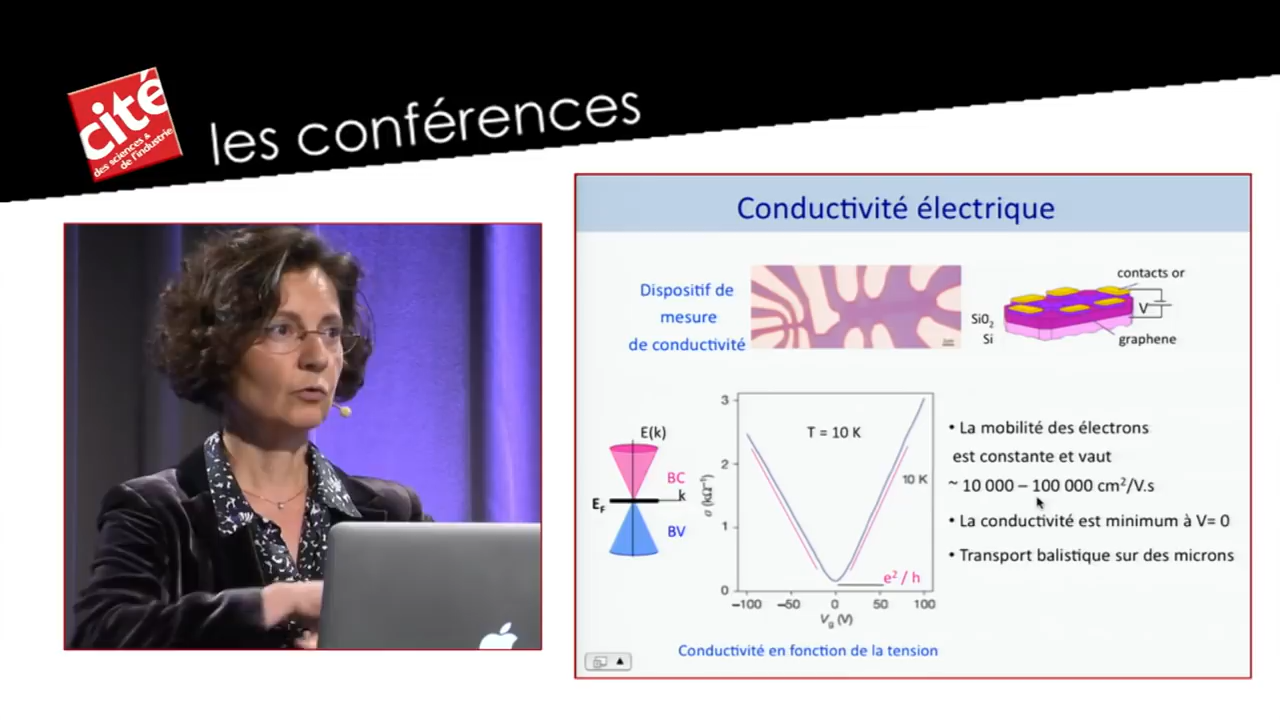 cité
des sciences &
de l'industrie
les conférences
Conductivité électrique
Dispositif de
mesure
de conductivité
contacts or
V
SiO2
Si
graphene
E(k)
BC
k
EF
BV
3
2
1
0
σ (kΩ⁻¹)
T = 10 K
10 K
e² / h
−100 −50 0 50 100
Vg (V)
• La mobilité des électrons
est constante et vaut
~ 10 000 – 100 000 cm²/V.s
• La conductivité est minimum à V= 0
• Transport balistique sur des microns
Conductivité en fonction de la tension